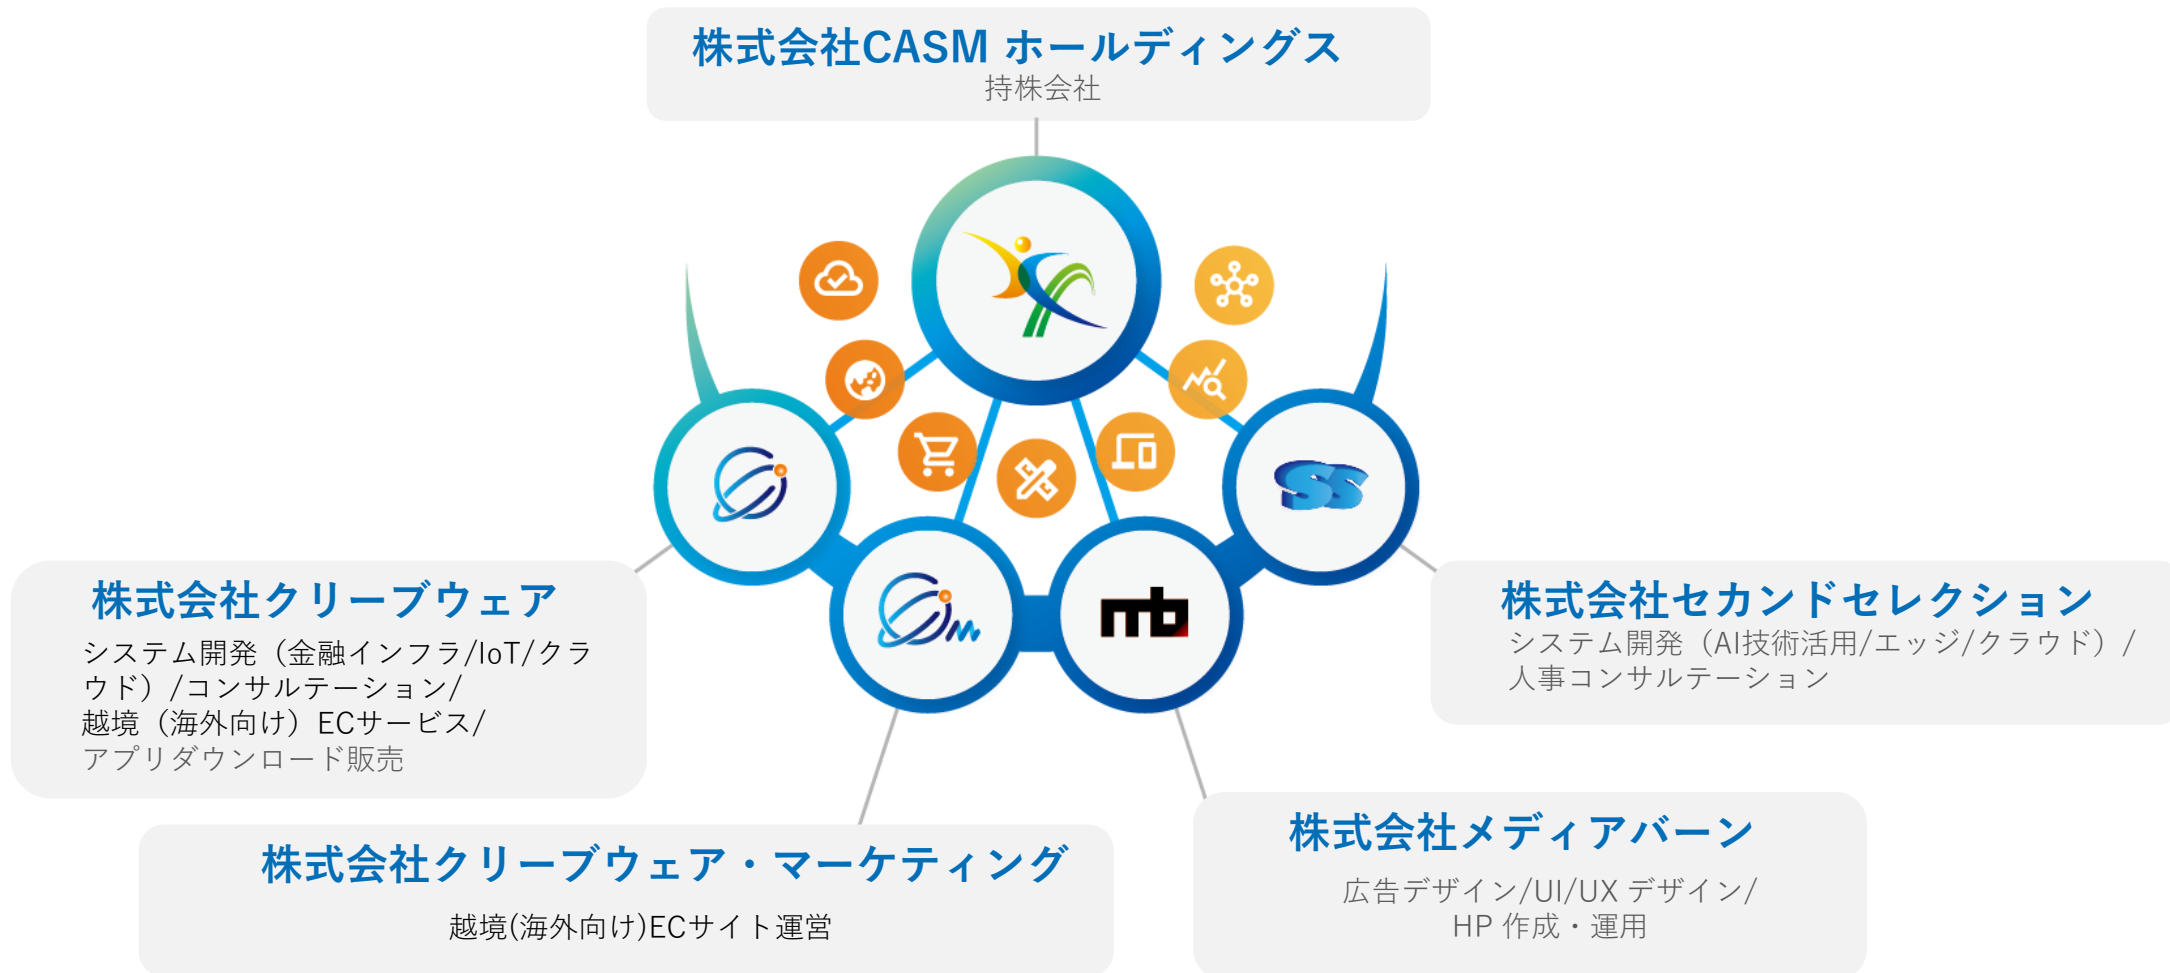 株式会社CASM ホールディングス
持株会社
株式会社クリーブウェア
システム開発（金融インフラ/IoT/クラ
ウド）/コンサルテーション/
越境（海外向け）ECサービス/
アプリダウンロード販売
株式会社セカンドセレクション
システム開発（AI技術活用/エッジ/クラウド）/
人事コンサルテーション
株式会社クリーブウェア・マーケティング
越境(海外向け)ECサイト運営
株式会社メディアバーン
広告デザイン/UI/UX デザイン/
HP 作成・運用
SS
m
mb